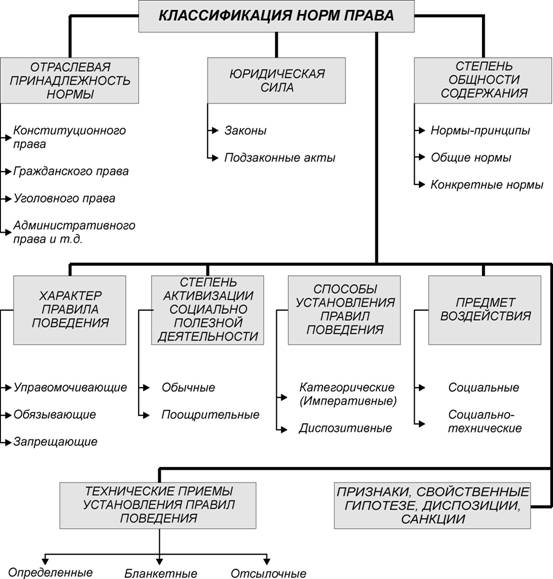 КЛАССИФИКАЦИЯ НОРМ ПРАВА
ОТРАСЛЕВАЯ
ПРИНАДЛЕЖНОСТЬ
НОРМЫ
Конституционного
права
Гражданского права
Уголовного права
Административного
права и т.д.
ЮРИДИЧЕСКАЯ
СИЛА
Законы
Подзаконные акты
СТЕПЕНЬ
ОБЩНОСТИ
СОДЕРЖАНИЯ
Нормы-принципы
Общие нормы
Конкретные нормы
ХАРАКТЕР
ПРАВИЛА
ПОВЕДЕНИЯ
Управомочивающие
Обязывающие
Запрещающие
СТЕПЕНЬ
АКТИВИЗАЦИИ
СОЦИАЛЬНО
ПОЛЕЗНОЙ
ДЕЯТЕЛЬНОСТИ
Обычные
Поощрительные
СПОСОБЫ
УСТАНОВЛЕНИЯ
ПРАВИЛ
ПОВЕДЕНИЯ
Категорические
(Императивные)
Диспозитивные
ПРЕДМЕТ
ВОЗДЕЙСТВИЯ
Социальные
Социально-
технические
ТЕХНИЧЕСКИЕ ПРИЕМЫ
УСТАНОВЛЕНИЯ ПРАВИЛ
ПОВЕДЕНИЯ
Определенные
Бланкетные
Отсылочные
ПРИЗНАКИ, СВОЙСТВЕННЫЕ
ГИПОТЕЗЕ, ДИСПОЗИЦИИ,
САНКЦИИ